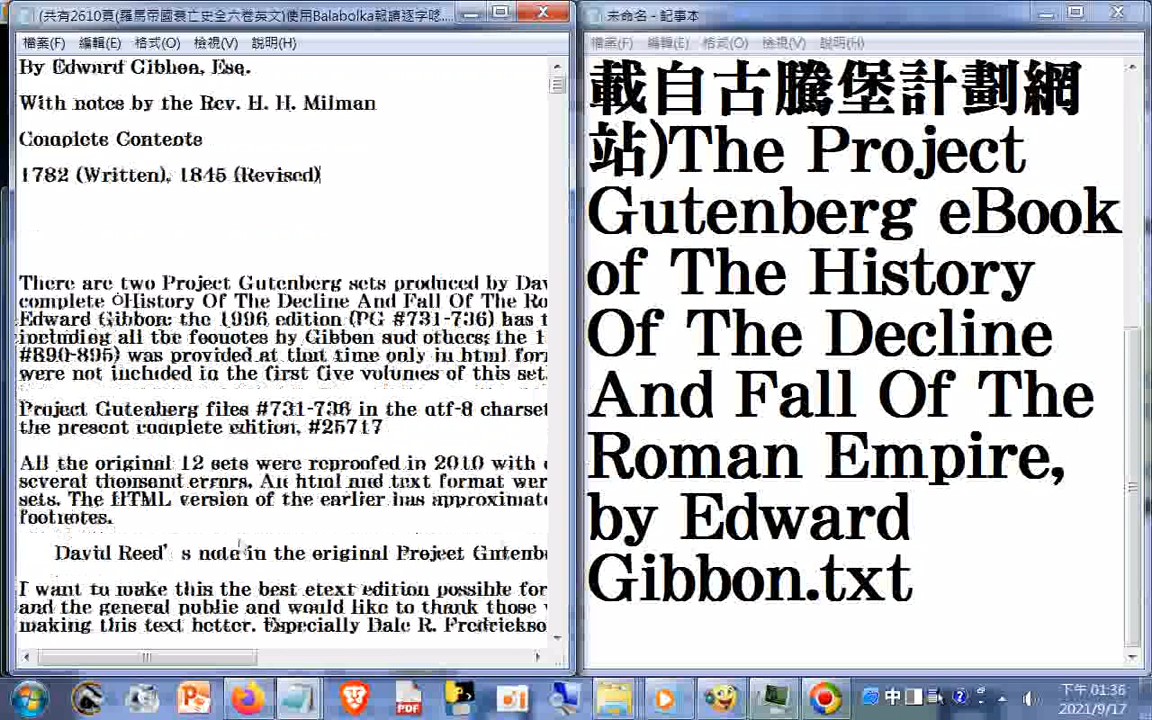 (共有2610頁(羅馬帝國衰亡史全六卷英文)使用Balabolka報讀逐字唸
檔案(F) 編輯(E) 格式(O) 檢視(V) 說明(H)
By Edward Gibbon, Esq.
With notes by the Rev. H. H. Milman
Complete Contents
1782 (Written), 1845 (Revised)
There are two Project Gutenberg sets produced by Dav
complete History Of The Decline And Fall Of The Ro
Edward Gibbon: the 1996 edition (PG #731-736) has t
including all the foonotes by Gibbon and others; the 1
#890-895) was provided at that time only in html for
were not included in the first five volumes of this set
Project Gutenberg files #731-736 in the utf-8 charset
the present complete edition, #25717
All the original 12 sets were reproofed in 2010 with
several thousand errors. An html and text format wer
sets. The HTML version of the earlier has approximat
footnotes.
David Reed's note in the original Project Gutenb
I want to make this the best etext edition possible for
and the general public and would like to thank those
making this text better. Especially Dale R. Fredrickso
未命名 - 記事本
檔案(F) 編輯(E) 格式(O) 檢視(V) 說明(H)
載自古騰堡計劃網
站)The Project
Gutenberg eBook
of The History
Of The Decline
And Fall Of The
Roman Empire,
by Edward
Gibbon.txt
PDF
中
下午 01:36
2021/9/17